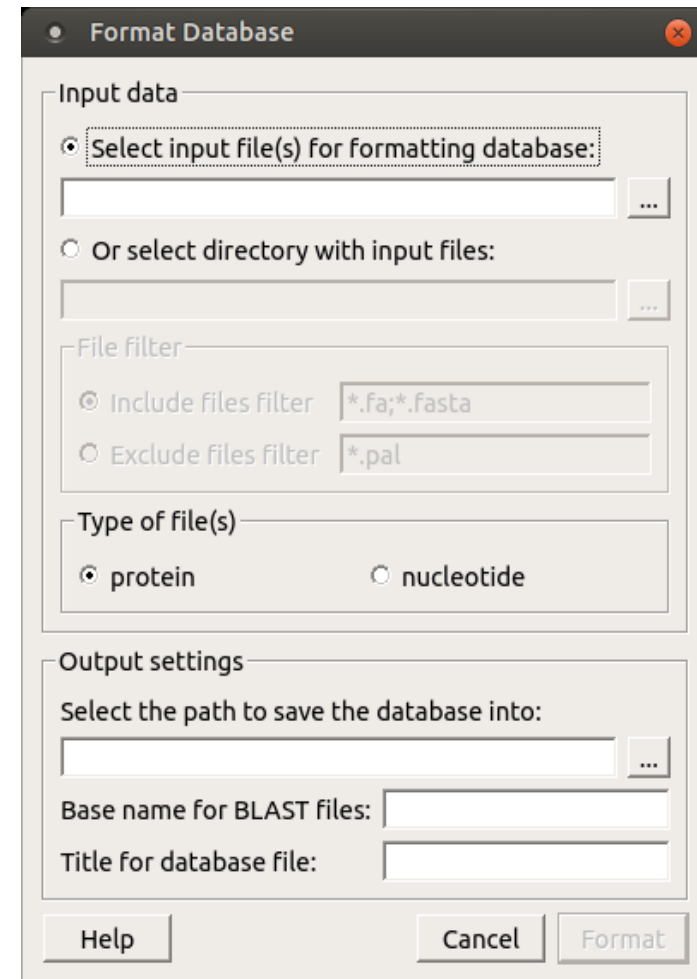 Format Database
Input data
Select input file(s) for formatting database:
...
Or select directory with input files:
...
File filter
Include files filter *.fa;*.fasta
Exclude files filter *.pal
Type of file(s)
protein nucleotide
Output settings
Select the path to save the database into:
...
Base name for BLAST files:
Title for database file:
Help Cancel Format